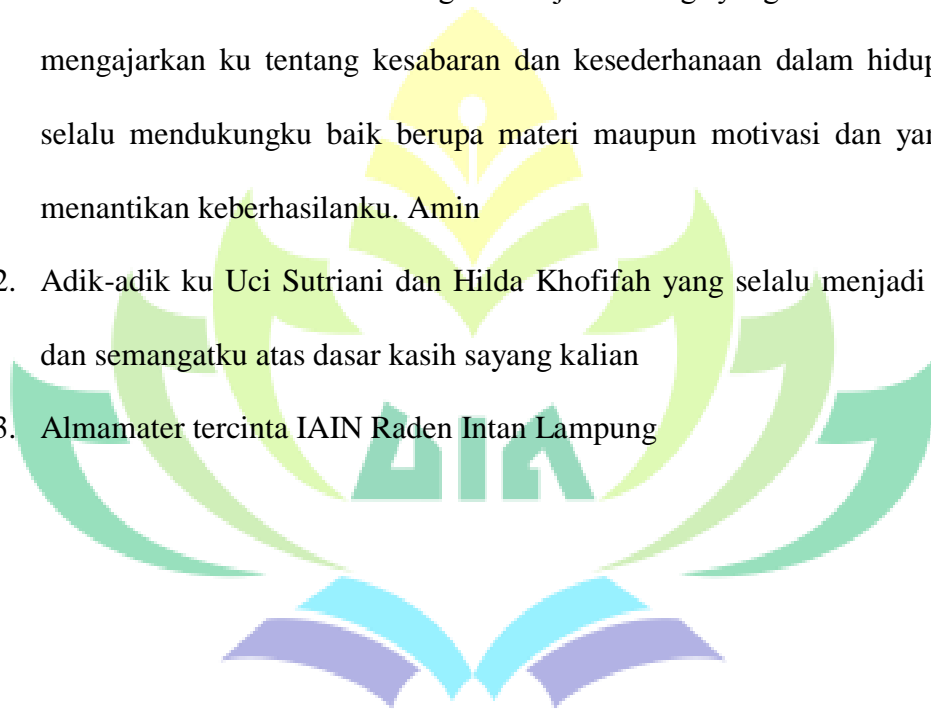 mengajarkan ku tentang kesabaran dan kesederhanaan dalam hidup
selalu mendukungku baik berupa materi maupun motivasi dan
menantikan keberhasilanku. Amin
2. Adik-adik ku Uci Sutriani dan Hilda Khofifah yang selalu menjadi
dan semangatku atas dasar kasih sayang kalian
3. Almamater tercinta IAIN Raden Intan Lampung